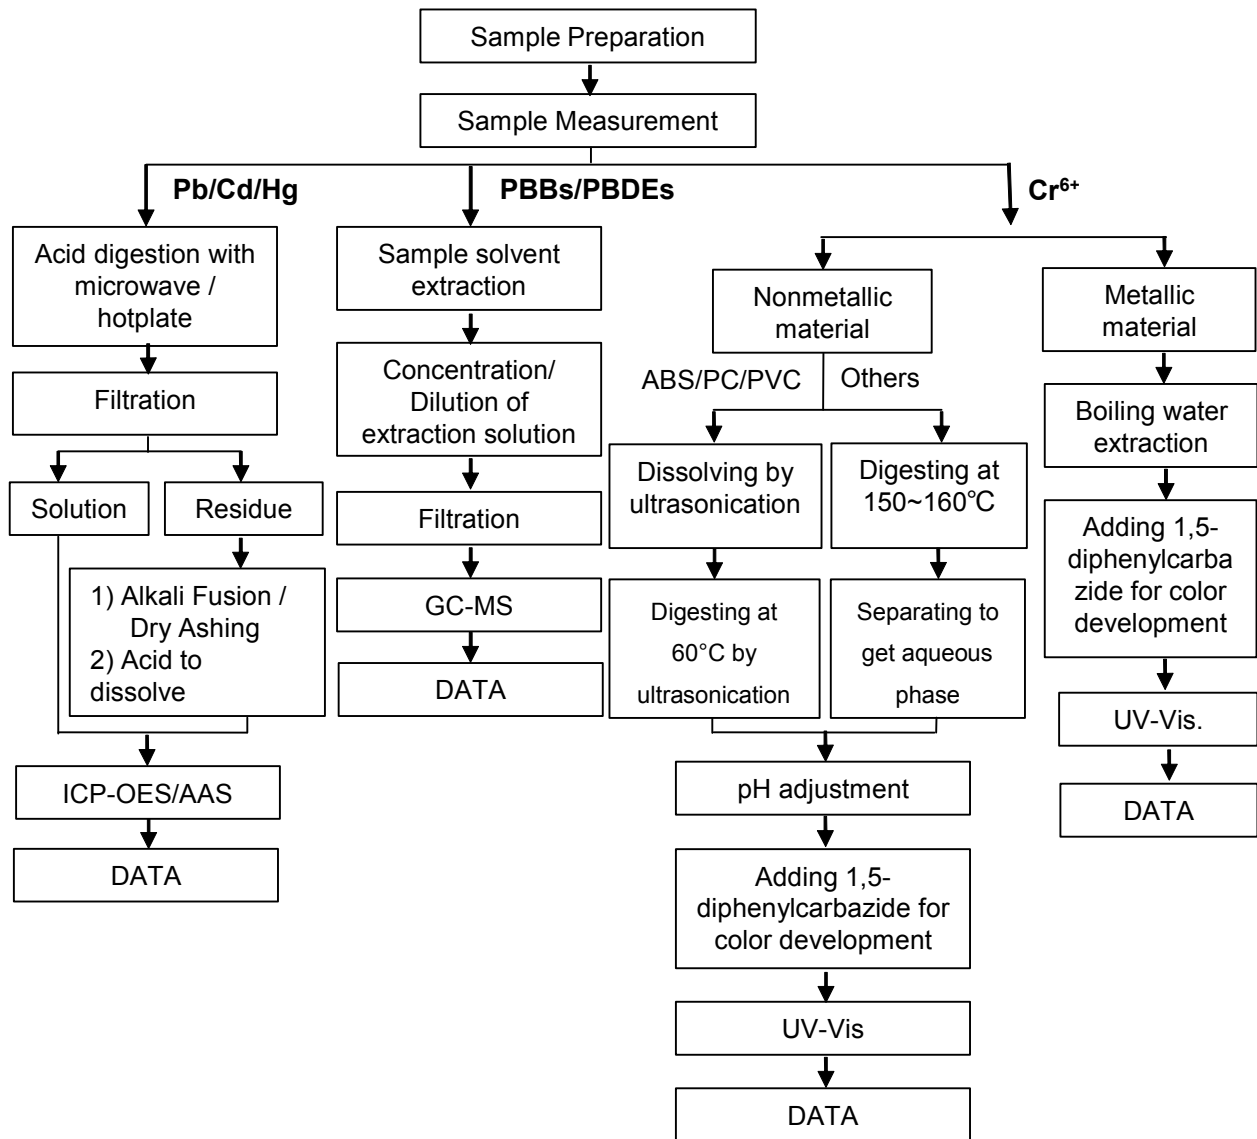 Sample Preparation
Sample Measurement
Pb/Cd/Hg
PBBs/PBDEs
Cr⁶⁺
Acid digestion with
microwave /
hotplate
Filtration
Solution
Residue
1) Alkali Fusion /
Dry Ashing
2) Acid to
dissolve
ICP-OES/AAS
DATA
Sample solvent
extraction
Concentration/
Dilution of
extraction solution
Filtration
GC-MS
DATA
Nonmetallic
material
ABS/PC/PVC
Others
Dissolving by
ultrasonication
Digesting at
60°C by
ultrasonication
Digesting at
150~160℃
Separating to
get aqueous
phase
pH adjustment
Adding 1,5-
diphenylcarbazide for
color development
UV-Vis
DATA
Metallic
material
Boiling water
extraction
Adding 1,5-
diphenylcarba
zide for color
development
UV-Vis.
DATA